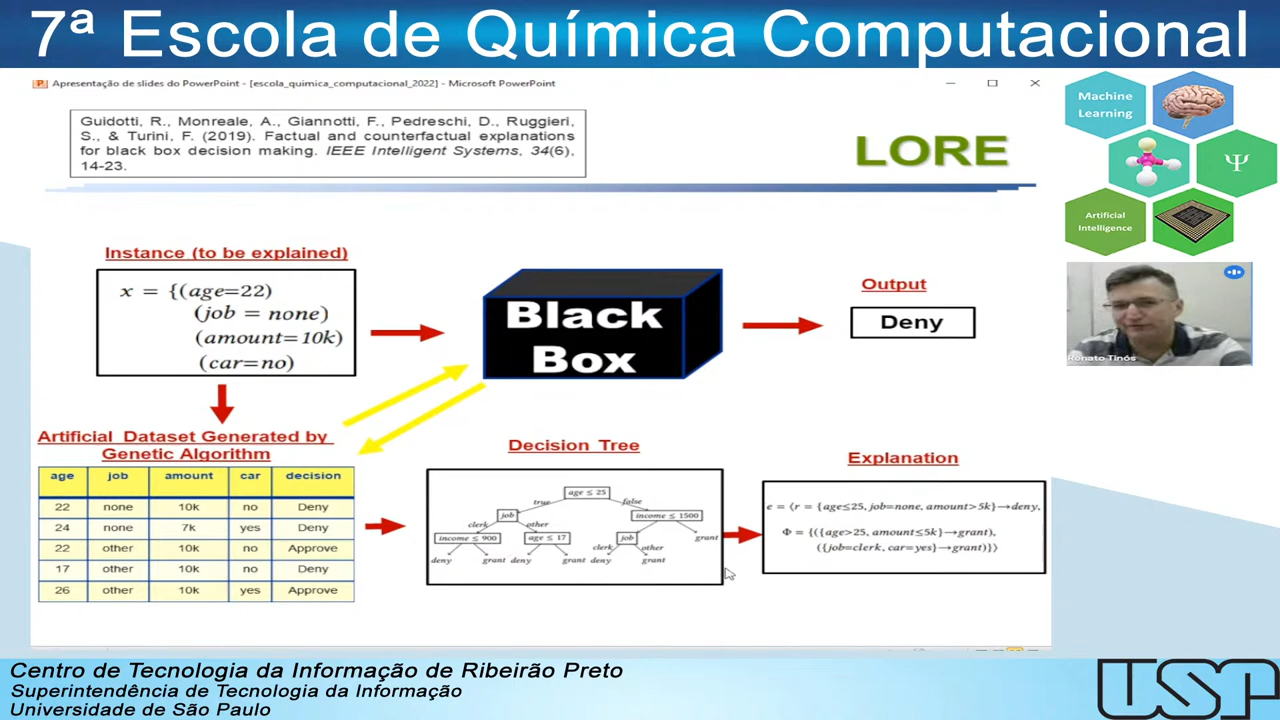 7ª Escola de Química Computacional
Apresentação de slides do PowerPoint - [escola_quimica_computacional_2022] - Microsoft PowerPoint
Guidotti, R., Monreale, A., Giannotti, F., Pedreschi, D., Ruggieri,
S., & Turini, F. (2019). Factual and counterfactual explanations
for black box decision making. IEEE Intelligent Systems, 34(6),
14-23.
LORE
Machine
Learning
Ψ
Artificial
Intelligence
Renato Tinós
Instance (to be explained)
x = {(age=22)
(job = none)
(amount=10k)
(car=no)
Black
Box
Output
Deny
Artificial Dataset Generated by
Genetic Algorithm
age job amount car decision
22 none 10k no Deny
24 none 7k yes Deny
22 other 10k no Approve
17 other 10k no Deny
26 other 10k yes Approve
Decision Tree
age ≤ 25
true false
job income ≤ 1500
clerk other
income ≤ 900 age ≤ 17 job grant
clerk other
deny grant deny grant deny grant
Explanation
e = ⟨r = {age≤25, job=none, amount>5k}→deny,
Φ = {({age>25, amount≤5k}→grant),
({job=clerk, car=yes}→grant)}⟩
Centro de Tecnologia da Informação de Ribeirão Preto
Superintendência de Tecnologia da Informação
Universidade de São Paulo
USP